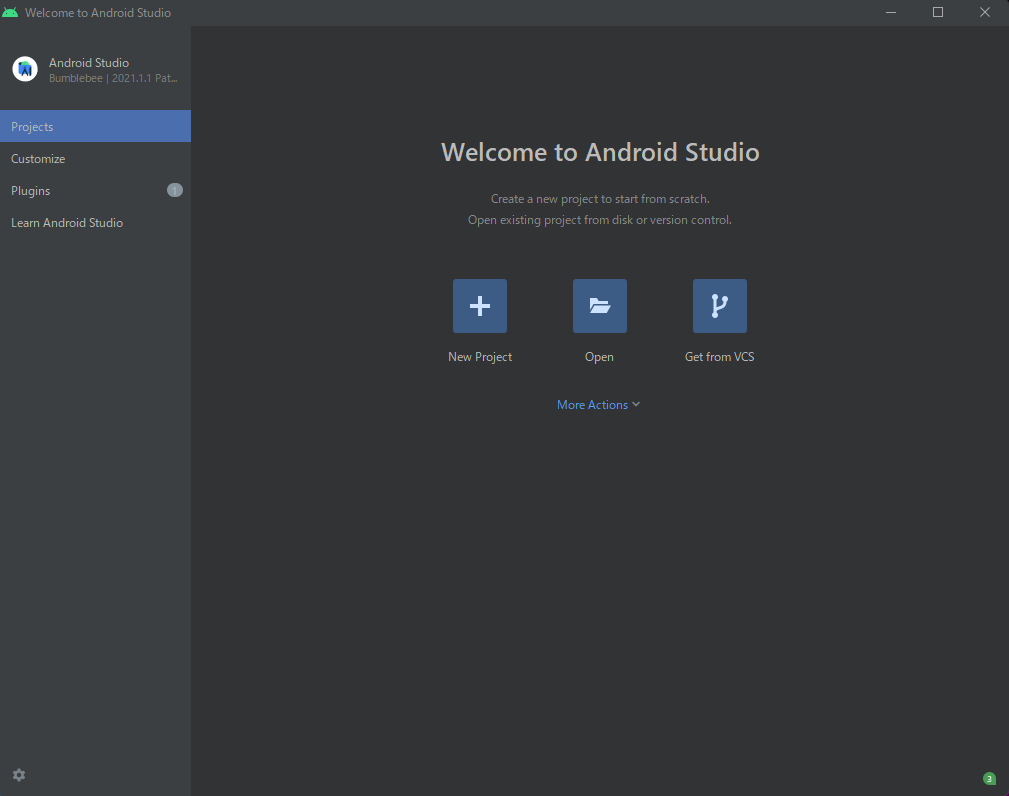 Welcome to Android Studio
Android Studio
Bumblebee | 2021.1.1 Pat...
Projects
Customize
Plugins
1
Learn Android Studio
Welcome to Android Studio
Create a new project to start from scratch.
Open existing project from disk or version control.
New Project
Open
Get from VCS
More Actions
3